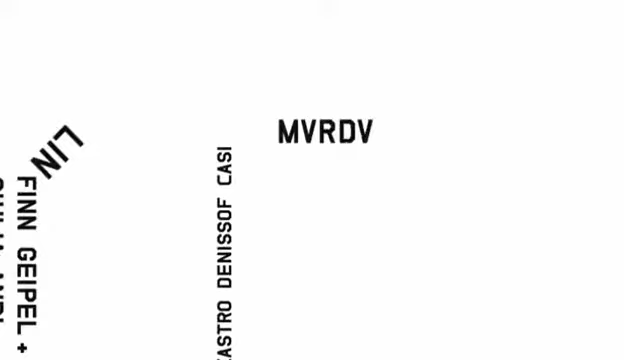 MVRDV
LIN
FINN GEIPEL +
CASTRO DENISSOF CASI